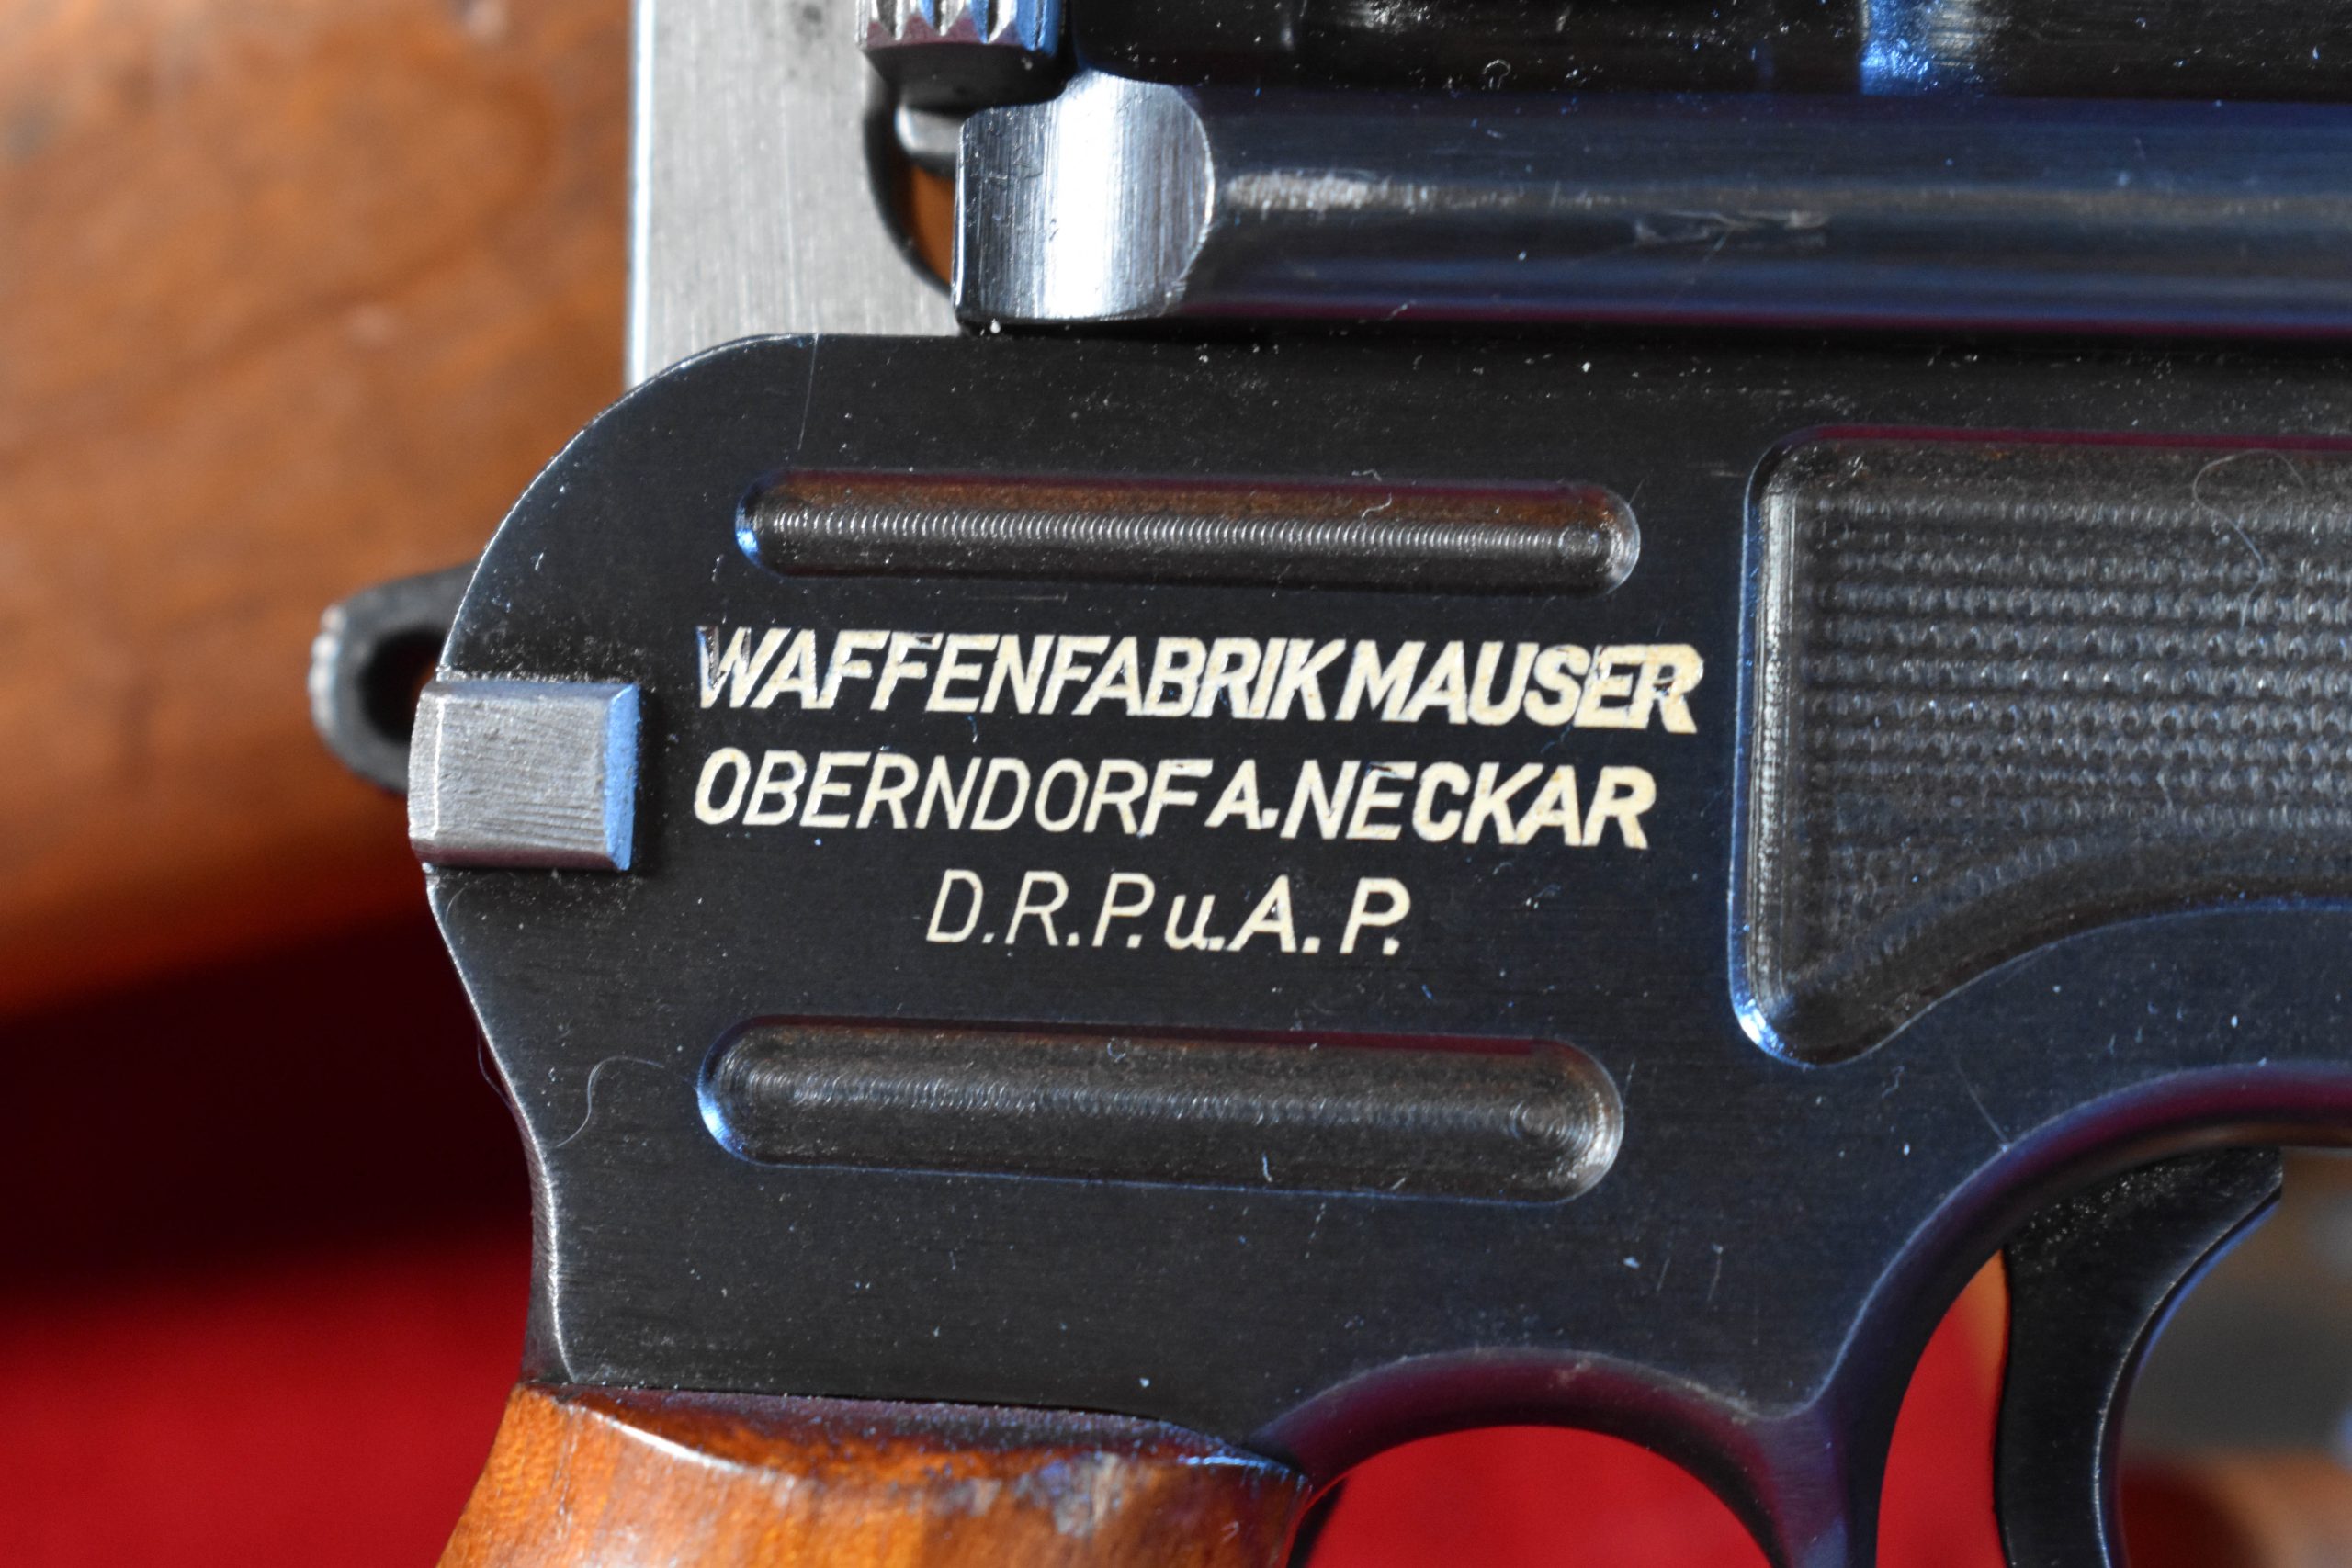 WAFFENFABRIK MAUSER
OBERNDORF A. NECKAR
D.R.P.u.A.P.